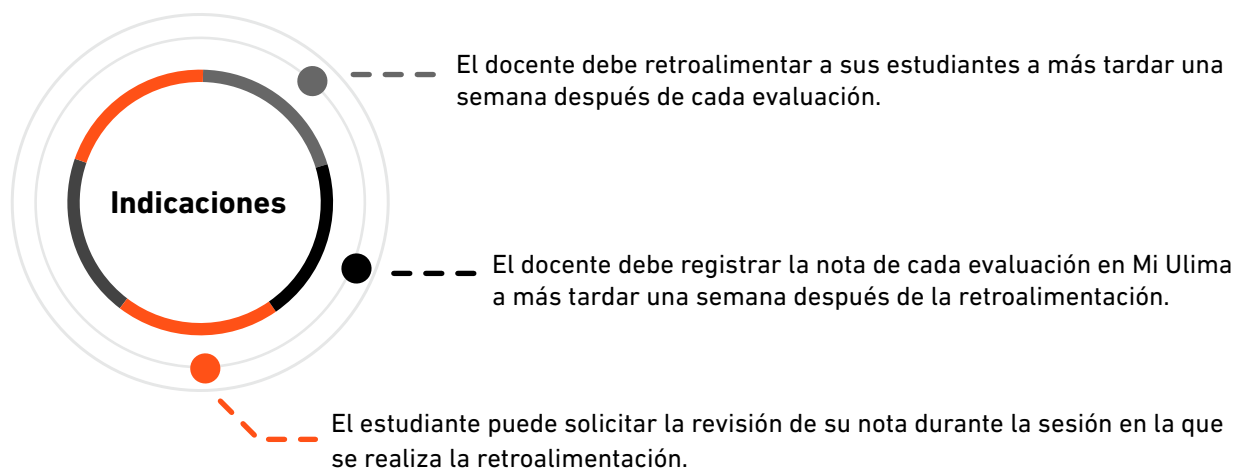 El docente debe retroalimentar a sus estudiantes a más tardar una
semana después de cada evaluación.
Indicaciones
El docente debe registrar la nota de cada evaluación en Mi Ulima
a más tardar una semana después de la retroalimentación.
El estudiante puede solicitar la revisión de su nota durante la sesión en la que
se realiza la retroalimentación.